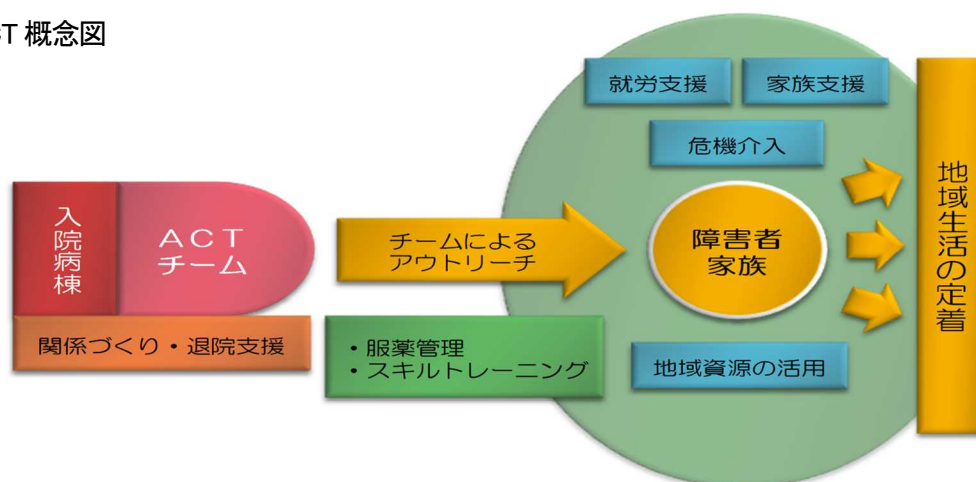 CT 概念図
就労支援
家族支援
危機介入
入院病棟
ACT
チーム
チームによる
アウトリーチ
障害者
家族
地域生活の定着
関係づくり・退院支援
・服薬管理
・スキルトレーニング
地域資源の活用